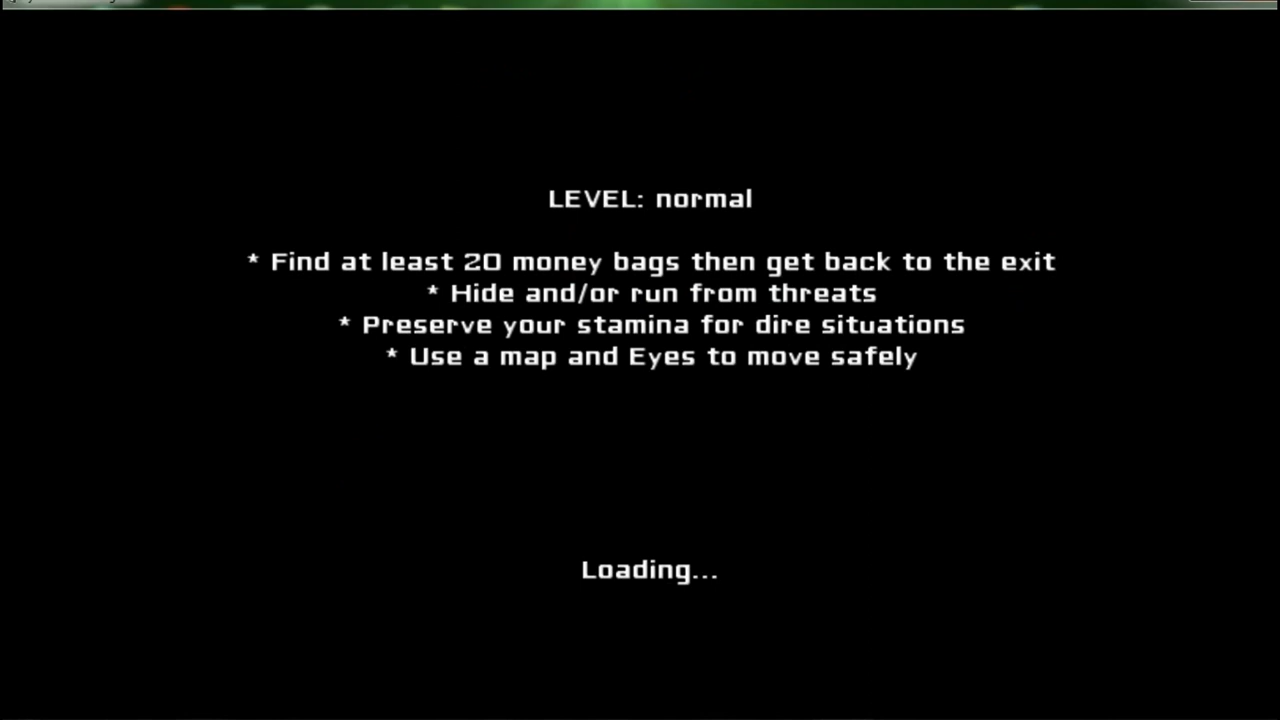 LEVEL: normal
* Find at least 20 money bags then get back to the exit
* Hide and/or run from threats
* Preserve your stamina for dire situations
* Use a map and Eyes to move safely
Loading...